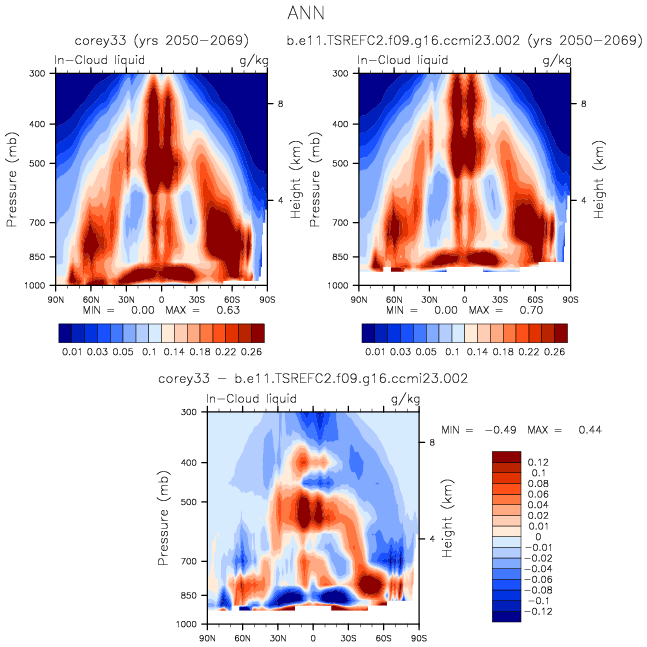 ANN
corey33 (yrs 2050-2069)
b.e11.TSREFC2.f09.g16.ccmi23.002 (yrs 2050-2069)
In-Cloud liquid g/kg
In-Cloud liquid g/kg
300
400
500
700
850
1000
Pressure (mb)
8
4
Height (km)
90N 60N 30N 0 30S 60S 90S
MIN = 0.00 MAX = 0.63
0.01 0.03 0.05 0.1 0.14 0.18 0.22 0.26
300
400
500
700
850
1000
Pressure (mb)
8
4
Height (km)
90N 60N 30N 0 30S 60S 90S
MIN = 0.00 MAX = 0.70
0.01 0.03 0.05 0.1 0.14 0.18 0.22 0.26
corey33 - b.e11.TSREFC2.f09.g16.ccmi23.002
In-Cloud liquid g/kg
300
400
500
700
850
1000
Pressure (mb)
8
4
Height (km)
90N 60N 30N 0 30S 60S 90S
MIN = -0.49 MAX = 0.44
0.12
0.1
0.08
0.06
0.04
0.02
0.01
0
-0.01
-0.02
-0.04
-0.06
-0.08
-0.1
-0.12